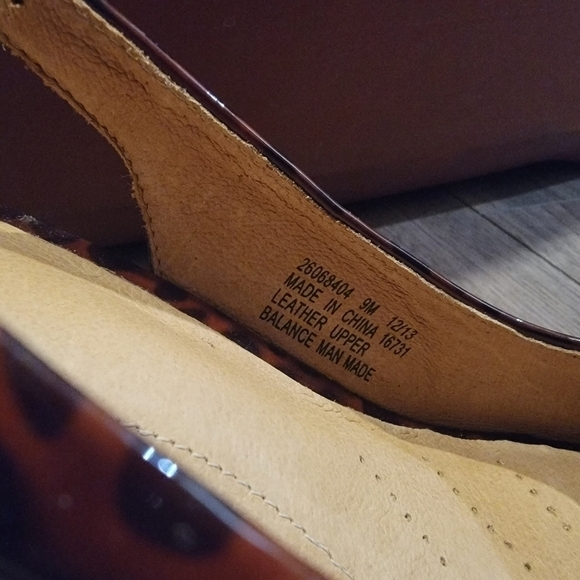 26068404 9M 12/13
MADE IN CHINA 16731
LEATHER UPPER
BALANCE MAN MADE